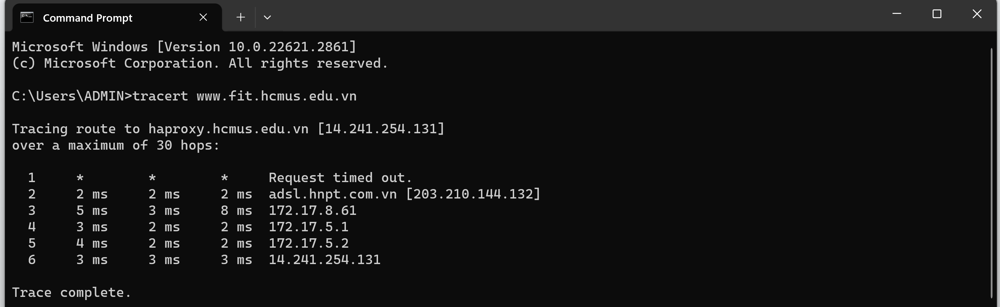 Command Prompt
Microsoft Windows [Version 10.0.22621.2861]
(c) Microsoft Corporation. All rights reserved.
C:\Users\ADMIN>tracert www.fit.hcmus.edu.vn
Tracing route to haproxy.hcmus.edu.vn [14.241.254.131]
over a maximum of 30 hops:
1 * * * Request timed out.
2 2 ms 2 ms 2 ms adsl.hnpt.com.vn [203.210.144.132]
3 5 ms 3 ms 8 ms 172.17.8.61
4 3 ms 2 ms 2 ms 172.17.5.1
5 4 ms 2 ms 2 ms 172.17.5.2
6 3 ms 3 ms 3 ms 14.241.254.131
Trace complete.